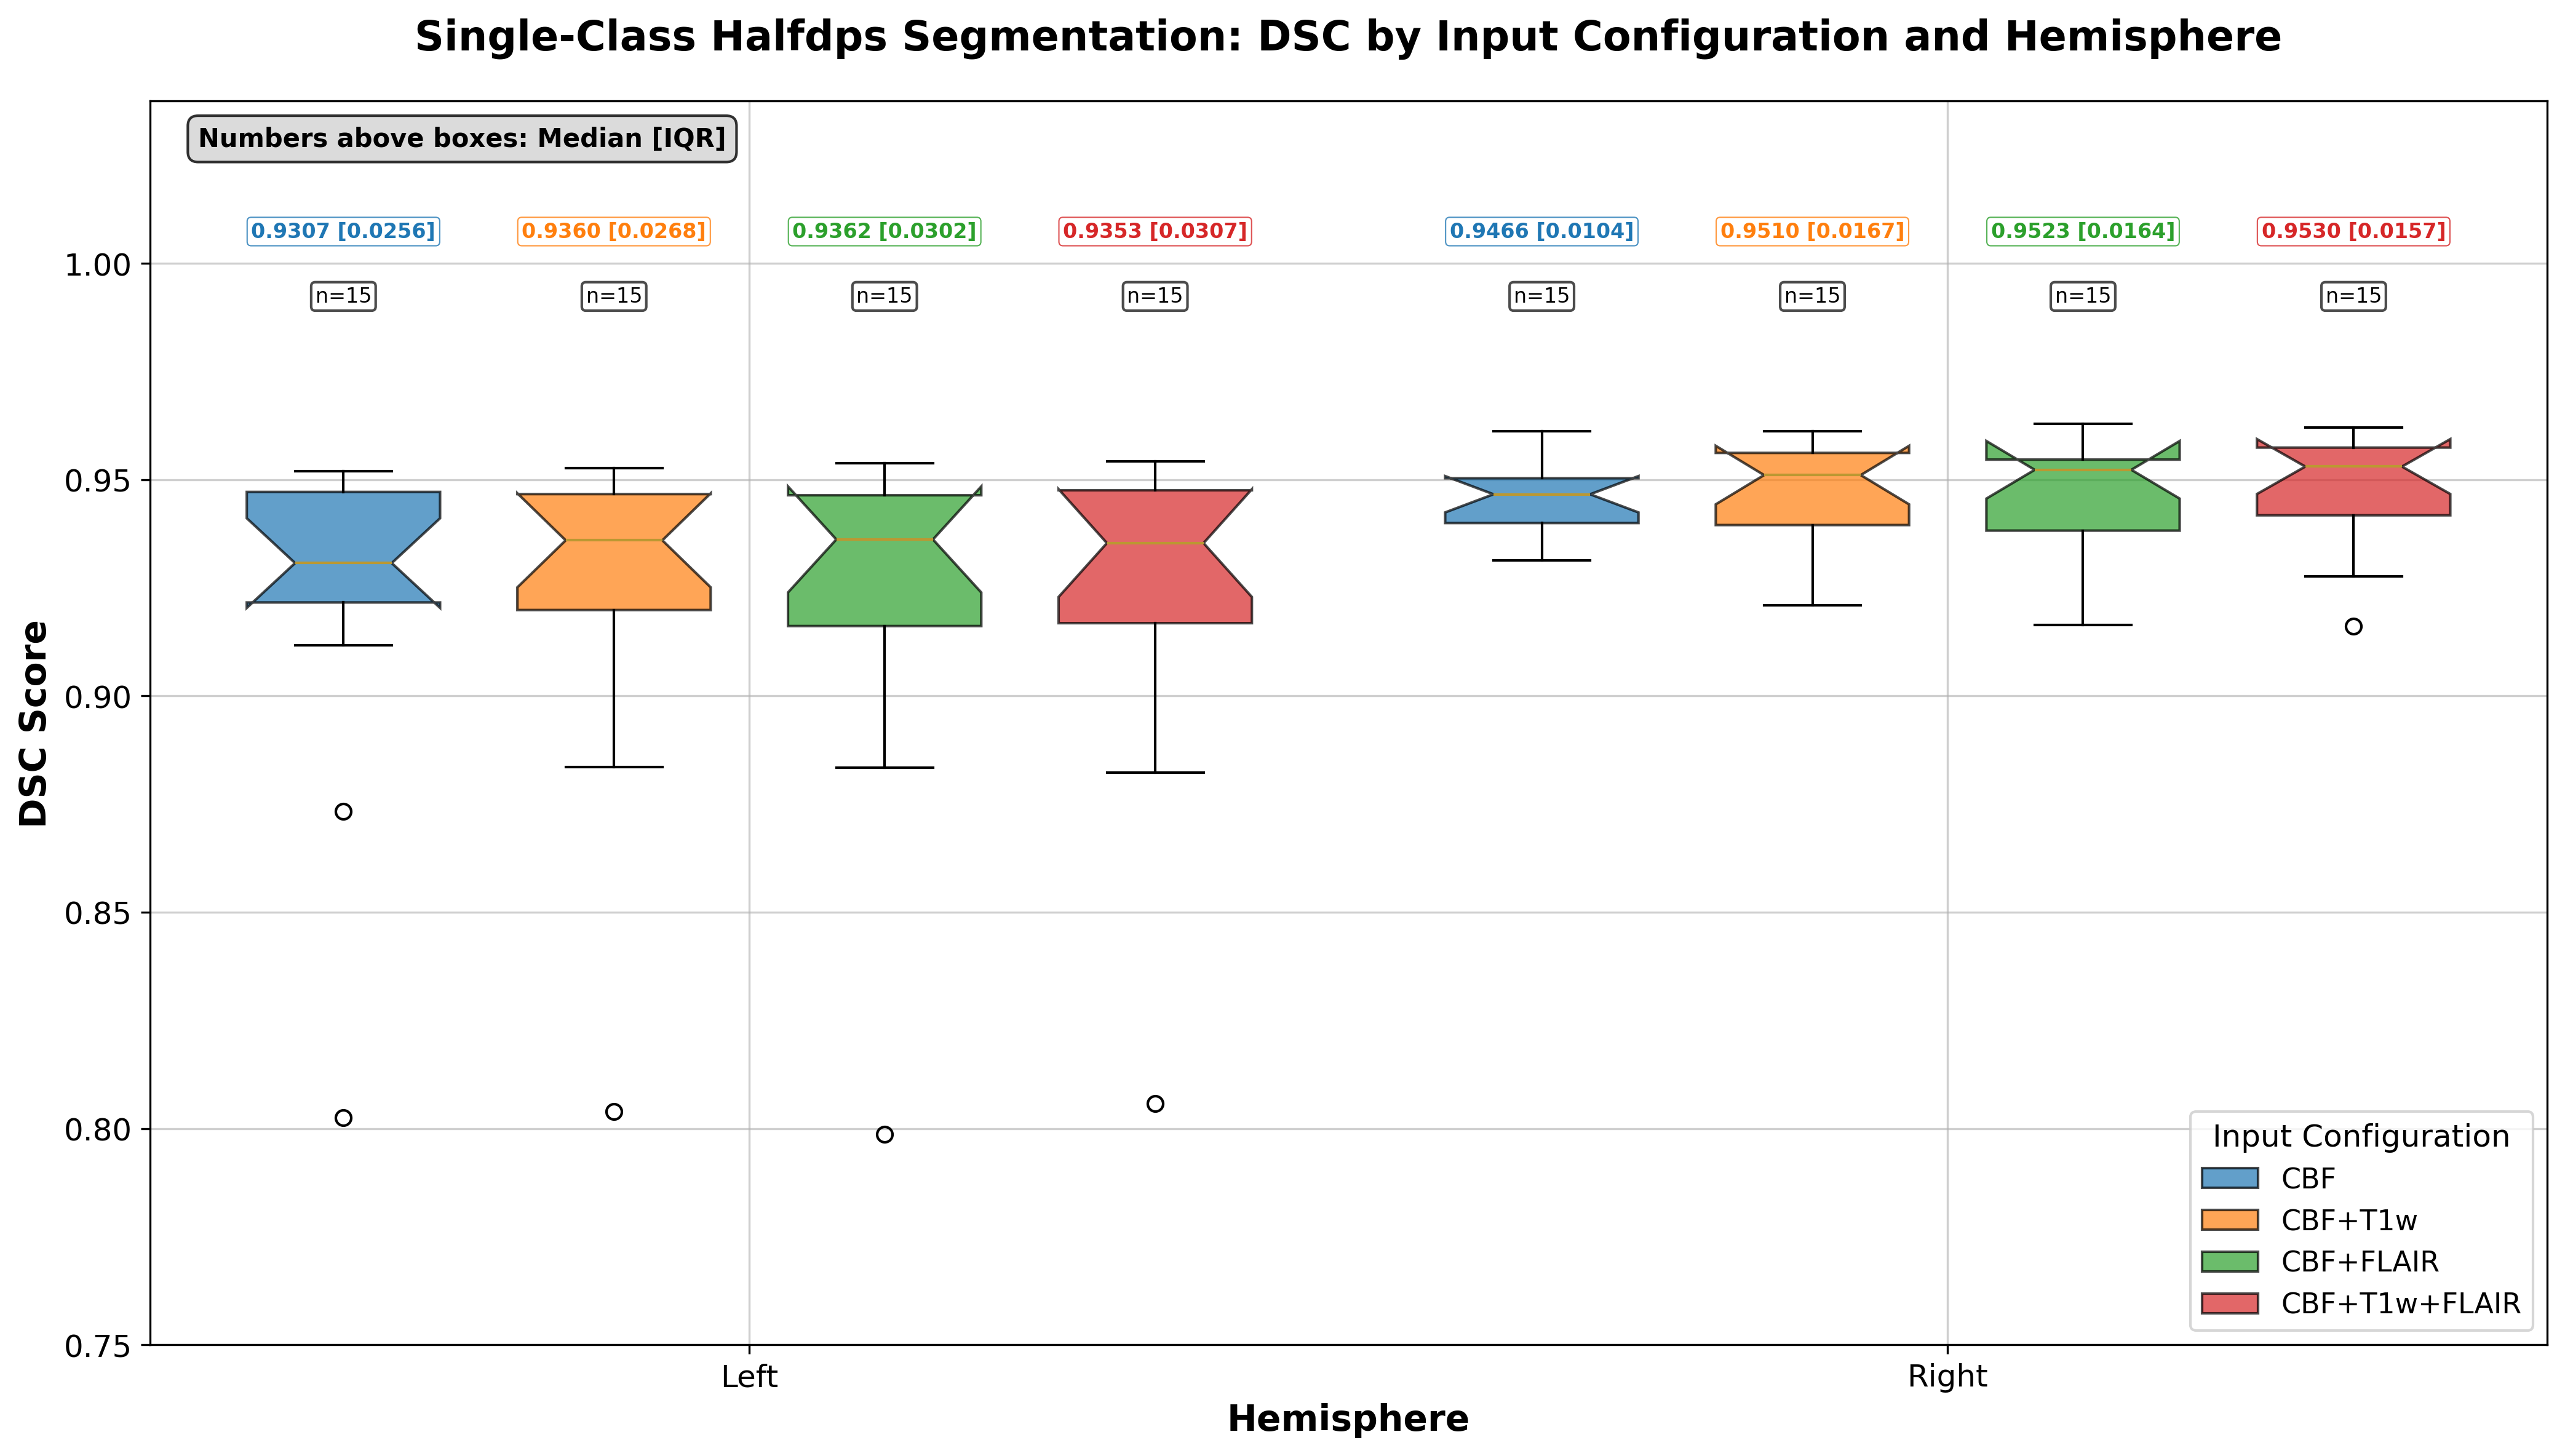 Single-Class Halfdps Segmentation: DSC by Input Configuration and Hemisphere
Numbers above boxes: Median [IQR]
0.9307 [0.0256] 0.9360 [0.0268] 0.9362 [0.0302] 0.9353 [0.0307] 0.9466 [0.0104] 0.9510 [0.0167] 0.9523 [0.0164] 0.9530 [0.0157]
n=15 n=15 n=15 n=15 n=15 n=15 n=15 n=15
1.00
0.95
0.90
0.85
0.80
0.75
DSC Score
Input Configuration
CBF
CBF+T1w
CBF+FLAIR
CBF+T1w+FLAIR
Left Right
Hemisphere